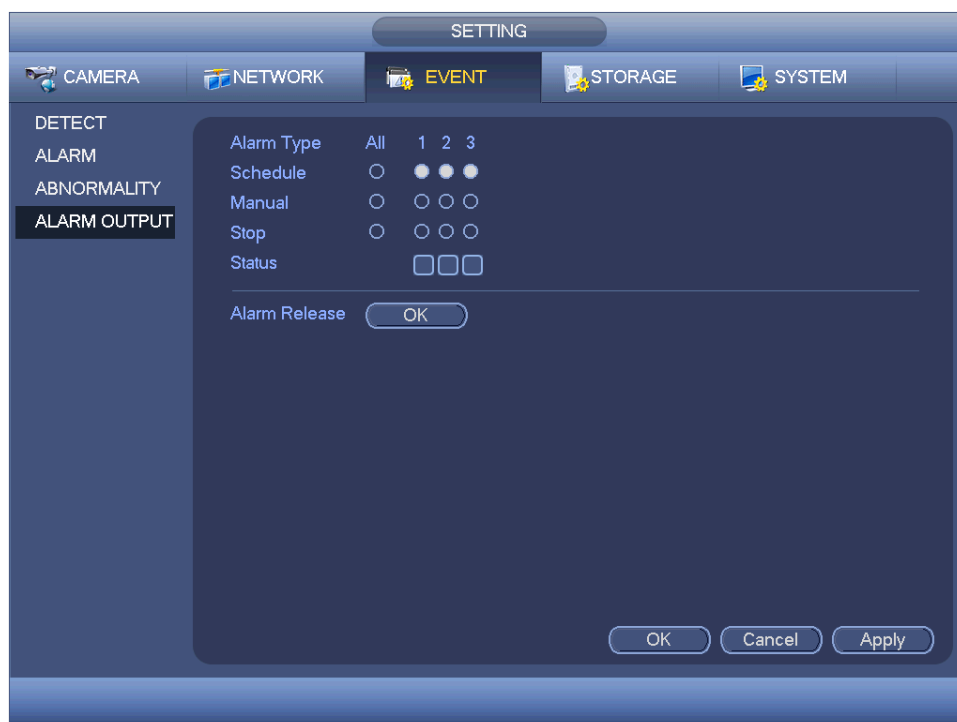 SETTING
CAMERA NETWORK EVENT STORAGE SYSTEM
DETECT
ALARM
ABNORMALITY
ALARM OUTPUT
Alarm Type All 1 2 3
Schedule
Manual
Stop
Status
Alarm Release OK
OK Cancel Apply